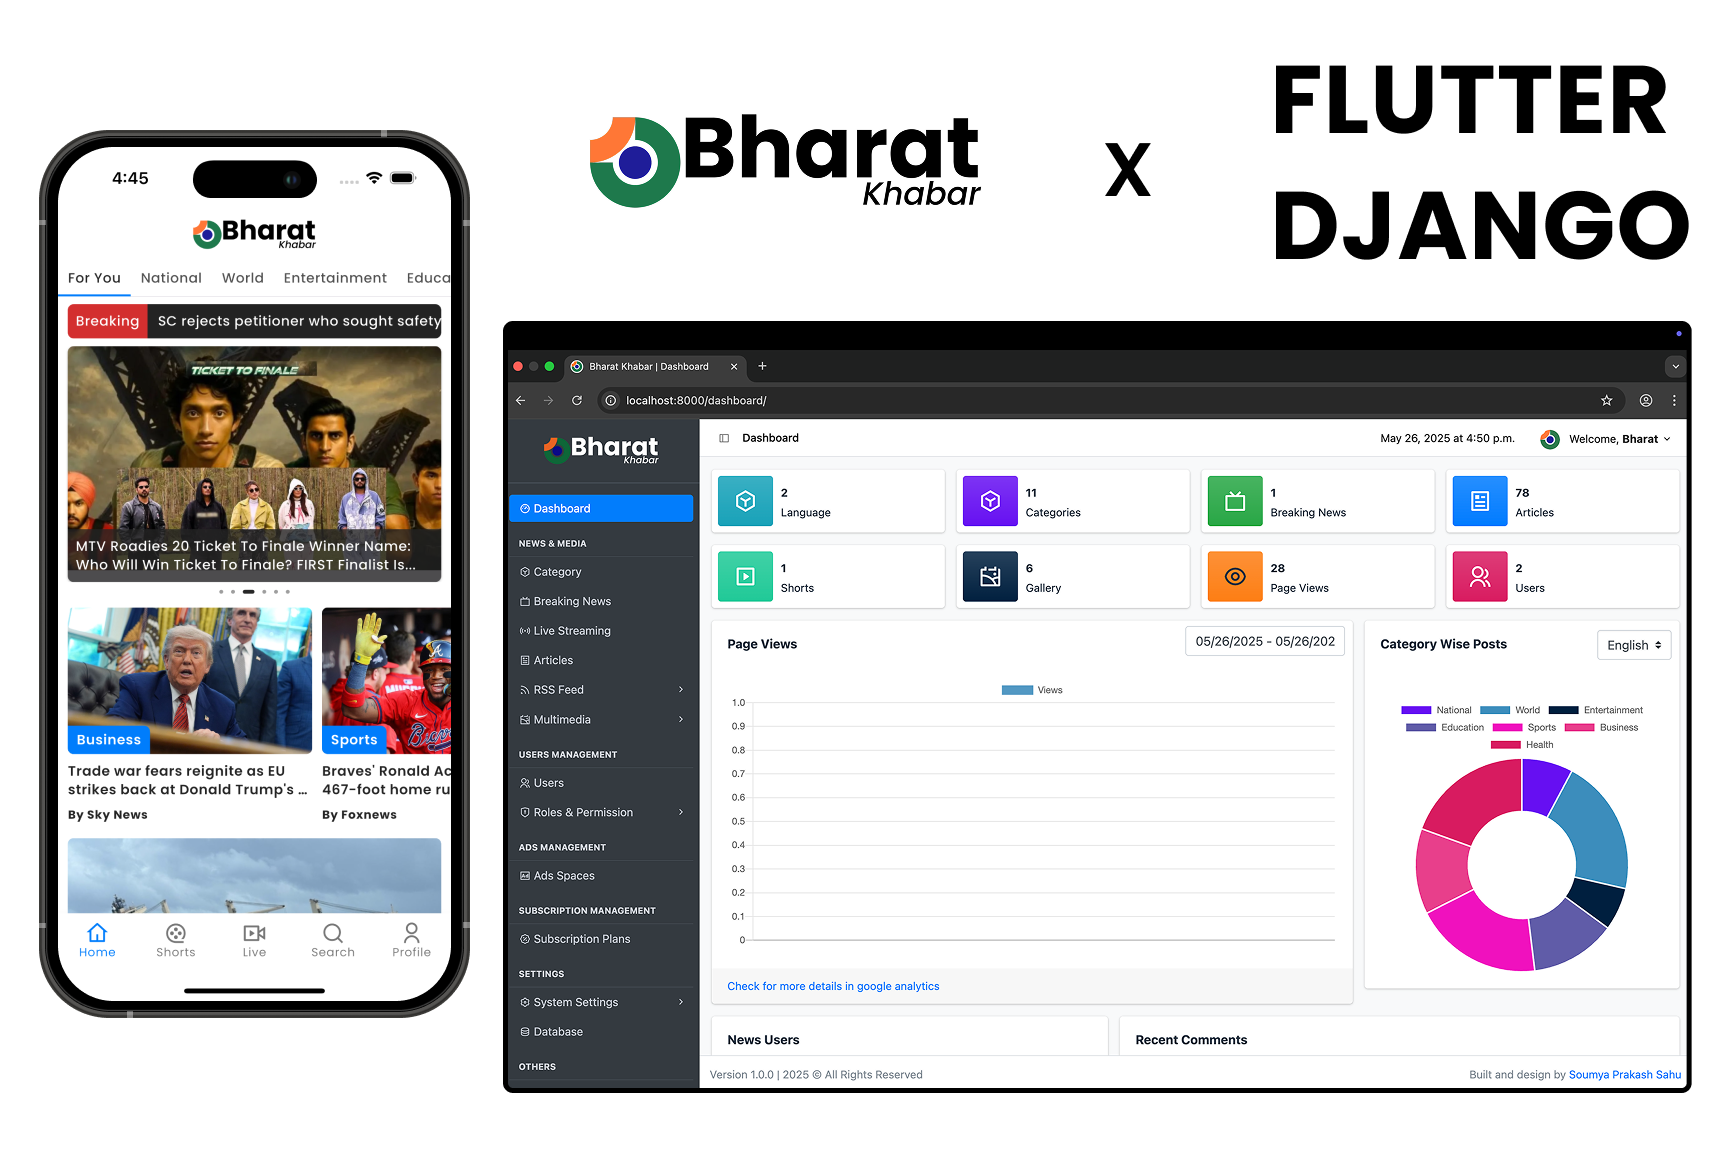 4:45
Bharat
Khabar
For You National World Entertainment Educa
Breaking SC rejects petitioner who sought safety
TICKET TO FINALE
MTV Roadies 20 Ticket To Finale Winner Name:
Who Will Win Ticket To Finale? FIRST Finalist Is...
Business
Trade war fears reignite as EU
strikes back at Donald Trump's ...
By Sky News
Sports
Braves' Ronald Ac
467-foot home ru
By Foxnews
Home Shorts Live Search Profile
Bharat
Khabar
X
FLUTTER
DJANGO
Bharat Khabar | Dashboard
localhost:8000/dashboard/
Bharat
Khabar
Dashboard
NEWS & MEDIA
Category
Breaking News
Live Streaming
Articles
RSS Feed
Multimedia
USERS MANAGEMENT
Users
Roles & Permission
ADS MANAGEMENT
Ads Spaces
SUBSCRIPTION MANAGEMENT
Subscription Plans
SETTINGS
System Settings
Database
OTHERS
Dashboard
May 26, 2025 at 4:50 p.m.
Welcome, Bharat
2
Language
11
Categories
1
Breaking News
78
Articles
1
Shorts
6
Gallery
28
Page Views
2
Users
Page Views
05/26/2025 - 05/26/202
Views
1.0
0.9
0.8
0.7
0.6
0.5
0.4
0.3
0.2
0.1
0
Check for more details in google analytics
Category Wise Posts
English
National World Entertainment
Education Sports Business
Health
News Users
Recent Comments
Version 1.0.0 | 2025 © All Rights Reserved
Built and design by Soumya Prakash Sahu